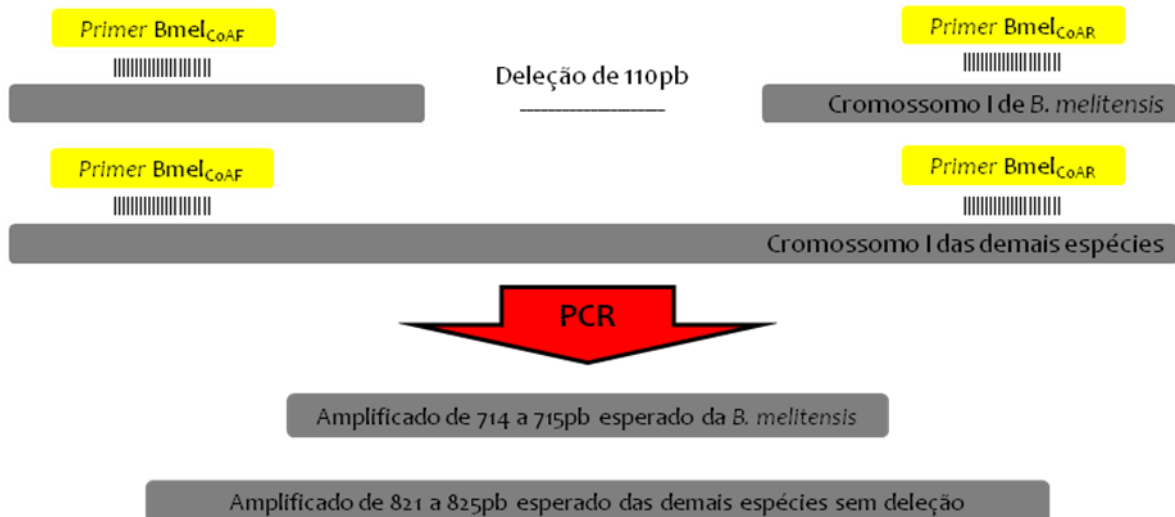 Primer BmelCoAF
Primer BmelCoAR
Deleção de 110pb
Cromossomo I de B. melitensis
Primer BmelCoAF
Primer BmelCoAR
Cromossomo I das demais espécies
PCR
Amplificado de 714 a 715pb esperado da B. melitensis
Amplificado de 821 a 825pb esperado das demais espécies sem deleção